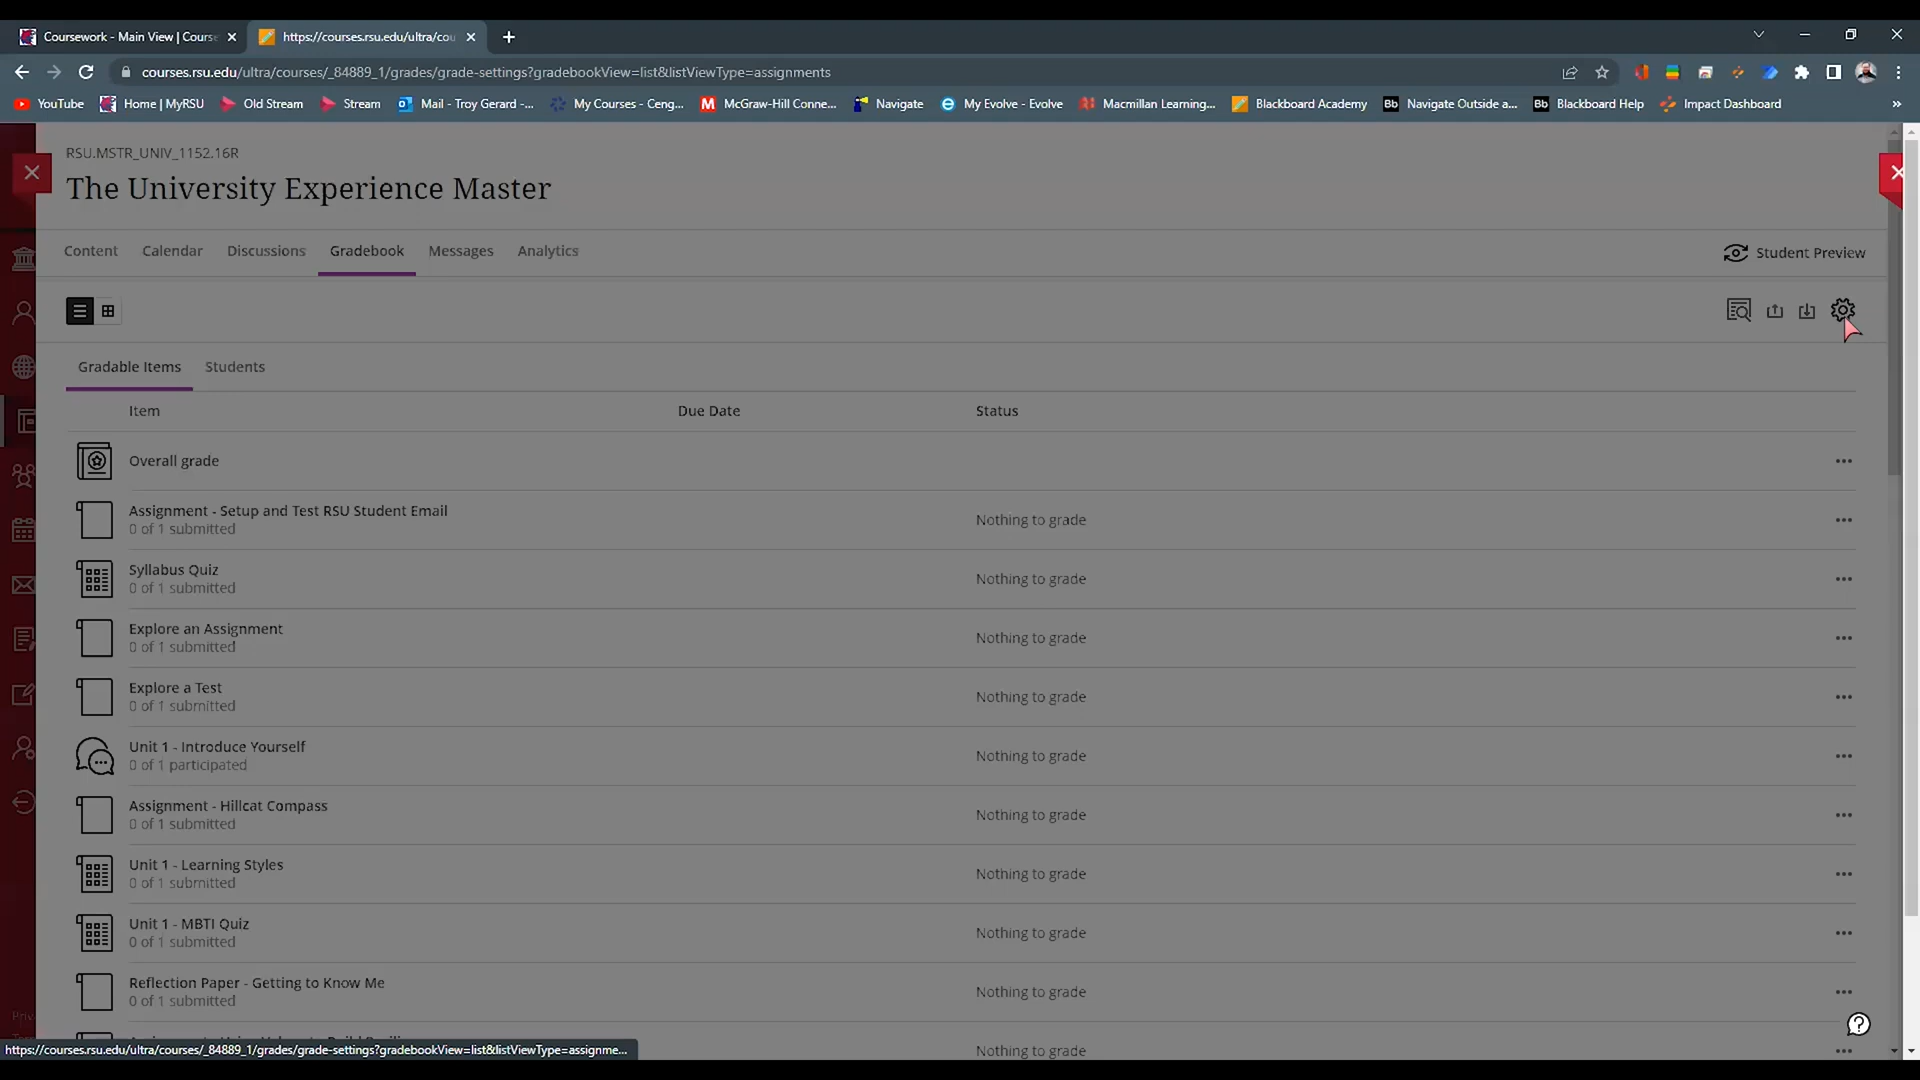 Coursework - Main View | Course
https://courses.rsu.edu/ultra/cou
courses.rsu.edu/ultra/courses/_84889_1/grades/grade-settings?gradebookView=list&listViewType=assignments
YouTube
Home | MyRSU
Old Stream
Stream
Mail - Troy Gerard -...
My Courses - Ceng...
McGraw-Hill Conne...
Navigate
My Evolve - Evolve
Macmillan Learning...
Blackboard Academy
Bb Navigate Outside a...
Bb Blackboard Help
Impact Dashboard
RSU.MSTR_UNIV_1152.16R
The University Experience Master
Content
Calendar
Discussions
Gradebook
Messages
Analytics
Student Preview
Gradable Items
Students
Item
Due Date
Status
Overall grade
Assignment - Setup and Test RSU Student Email
0 of 1 submitted
Nothing to grade
Syllabus Quiz
0 of 1 submitted
Nothing to grade
Explore an Assignment
0 of 1 submitted
Nothing to grade
Explore a Test
0 of 1 submitted
Nothing to grade
Unit 1 - Introduce Yourself
0 of 1 participated
Nothing to grade
Assignment - Hillcat Compass
0 of 1 submitted
Nothing to grade
Unit 1 - Learning Styles
0 of 1 submitted
Nothing to grade
Unit 1 - MBTI Quiz
0 of 1 submitted
Nothing to grade
Reflection Paper - Getting to Know Me
0 of 1 submitted
Nothing to grade
Nothing to grade
https://courses.rsu.edu/ultra/courses/_84889_1/grades/grade-settings?gradebookView=list&listViewType=assignme...